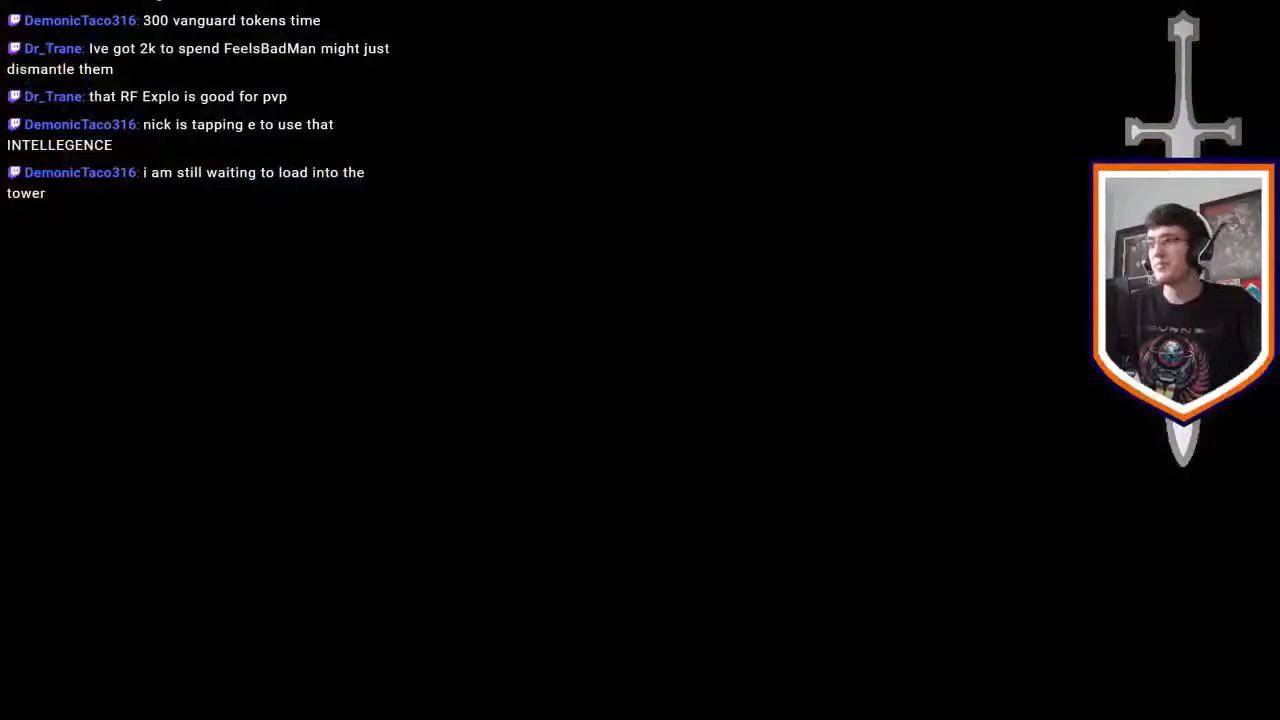 DemonicTaco316: 300 vanguard tokens time
Dr_Trane: Ive got 2k to spend FeelsBadMan might just
dismantle them
Dr_Trane: that RF Explo is good for pvp
DemonicTaco316: nick is tapping e to use that
INTELLEGENCE
DemonicTaco316: i am still waiting to load into the
tower